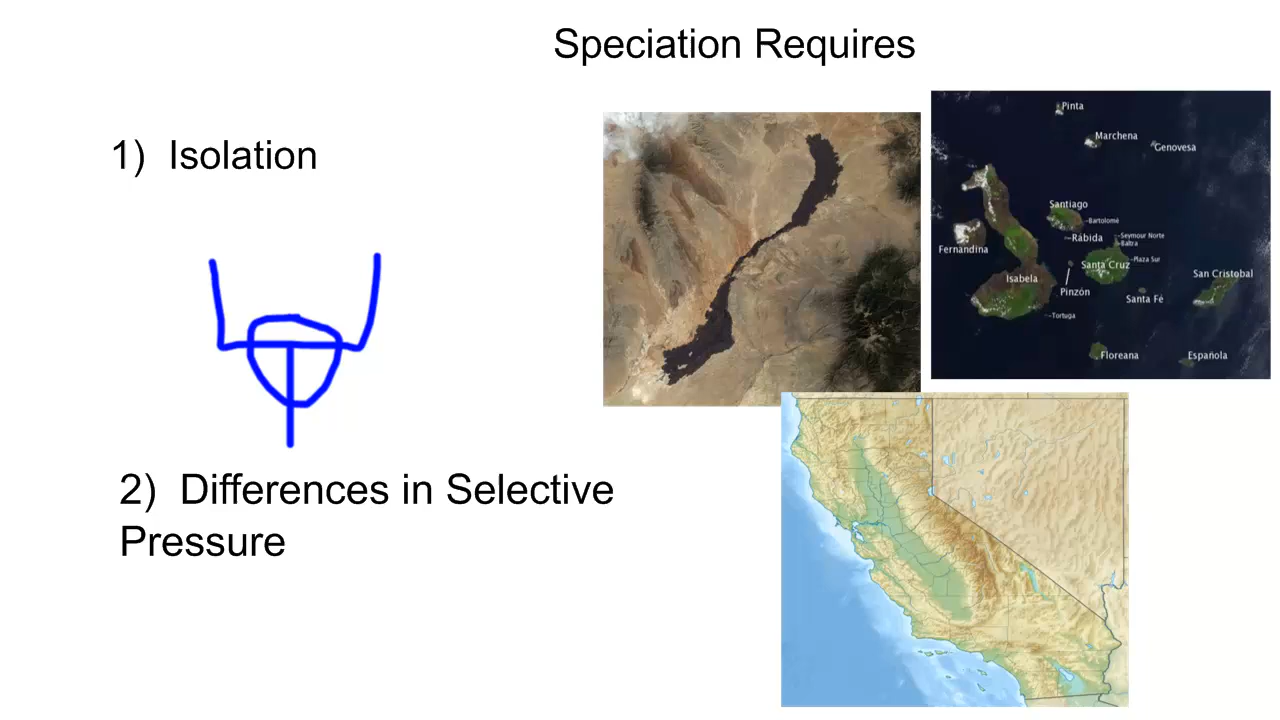 Speciation Requires
1)  Isolation
2)  Differences in Selective
Pressure
Pinta
Marchena
Genovesa
Santiago
Bartolomé
Rábida
Seymour Norte
Baltra
Fernandina
Plaza Sur
Santa Cruz
Isabela
San Cristobal
Pinzón
Santa Fé
Tortuga
Floreana
Española